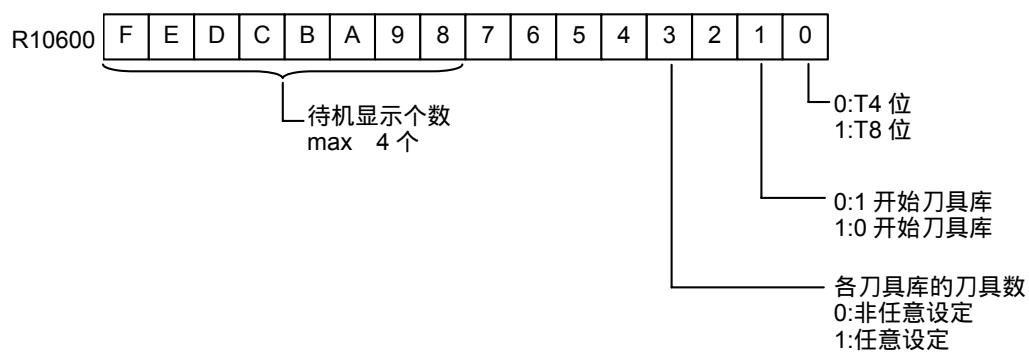 R10600 F E D C B A 9 8 7 6 5 4 3 2 1 0
待机显示个数
max 4 个
0:T4 位
1:T8 位
0:1 开始刀具库
1:0 开始刀具库
各刀具库的刀具数
0:非任意设定
1:任意设定